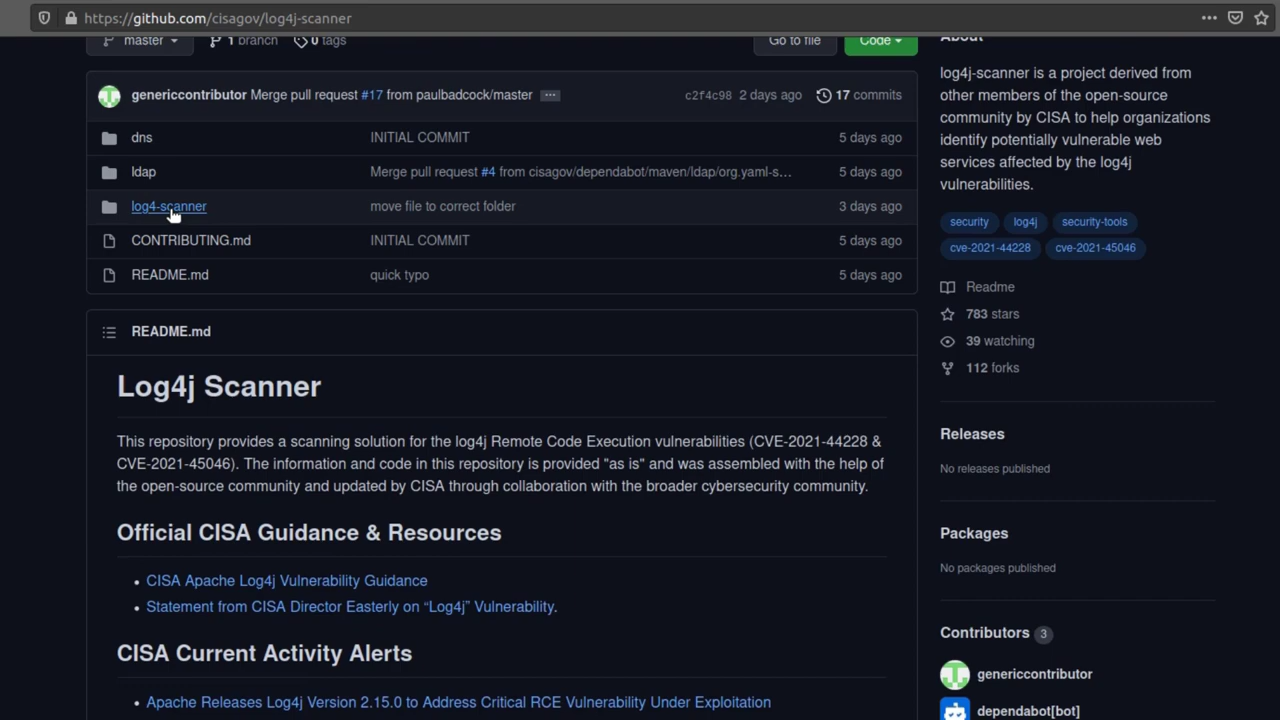 https://github.com/cisagov/log4j-scanner
master
1 branch
0 tags
Go to file
Code
About
genericcontributor Merge pull request #17 from paulbadcock/master
c2f4c98 2 days ago
17 commits
dns
INITIAL COMMIT
5 days ago
ldap
Merge pull request #4 from cisagov/dependabot/maven/ldap/org.yaml-s...
5 days ago
log4-scanner
move file to correct folder
3 days ago
CONTRIBUTING.md
INITIAL COMMIT
5 days ago
README.md
quick typo
5 days ago
README.md
Log4j Scanner
This repository provides a scanning solution for the log4j Remote Code Execution vulnerabilities (CVE-2021-44228 &
CVE-2021-45046). The information and code in this repository is provided "as is" and was assembled with the help of
the open-source community and updated by CISA through collaboration with the broader cybersecurity community.
Official CISA Guidance & Resources
• CISA Apache Log4j Vulnerability Guidance
• Statement from CISA Director Easterly on “Log4j” Vulnerability.
CISA Current Activity Alerts
• Apache Releases Log4j Version 2.15.0 to Address Critical RCE Vulnerability Under Exploitation
log4j-scanner is a project derived from
other members of the open-source
community by CISA to help organizations
identify potentially vulnerable web
services affected by the log4j
vulnerabilities.
security
log4j
security-tools
cve-2021-44228
cve-2021-45046
Readme
783 stars
39 watching
112 forks
Releases
No releases published
Packages
No packages published
Contributors 3
genericcontributor
dependabot[bot]